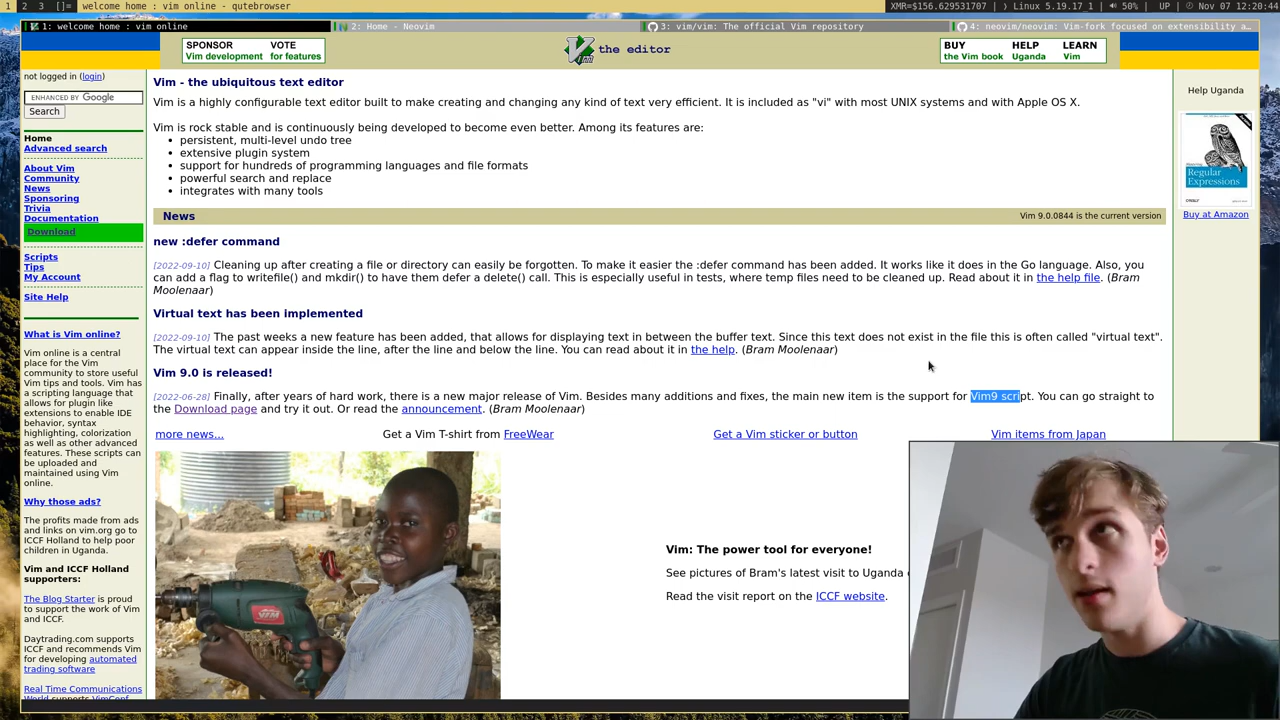 1 2 3 []= welcome home : vim online - qutebrowser XMR=$156.629531707 ❭ Linux 5.19.17_1 | 50% | UP | Nov 07 12:20:44
1: welcome home : vim online 2: Home - Neovim 3: vim/vim: The official Vim repository 4: neovim/neovim: Vim-fork focused on extensibility a…
SPONSOR VOTE
Vim development for features
the editor
BUY HELP LEARN
the Vim book Uganda Vim
not logged in (login)
ENHANCED BY Google
Search
Home
Advanced search
About Vim
Community
News
Sponsoring
Trivia
Documentation
Download
Scripts
Tips
My Account
Site Help
What is Vim online?
Vim online is a central
place for the Vim
community to store
useful Vim tips and tools. Vim has
a scripting language that
allows for plugin like
extensions to enable IDE
behavior, syntax
highlighting, colorization
as well as other advanced
features. These scripts can
be uploaded and
maintained using Vim
online.
Why those ads?
The profits made from ads
and links on vim.org go to
ICCF Holland to help poor
children in Uganda.
Vim and ICCF Holland
supporters:
The Blog Starter is proud
to support the work of Vim
and ICCF.
Daytrading.com supports
ICCF and recommends Vim
for developing automated
trading software
Real Time Communications
World supports VimConf
Vim - the ubiquitous text editor
Vim is a highly configurable text editor built to make creating and changing any kind of text very efficient. It is included as "vi" with most UNIX systems and with Apple OS X.
Vim is rock stable and is continuously being developed to become even better. Among its features are:
• persistent, multi-level undo tree
• extensive plugin system
• support for hundreds of programming languages and file formats
• powerful search and replace
• integrates with many tools
News Vim 9.0.0844 is the current version
new :defer command
[2022-09-10] Cleaning up after creating a file or directory can easily be forgotten. To make it easier the :defer command has been added. It works like it does in the Go language. Also, you
can add a flag to writefile() and mkdir() to have them defer a delete() call. This is especially useful in tests, where temp files need to be cleaned up. Read about it in the help file. (Bram
Moolenaar)
Virtual text has been implemented
[2022-09-10] The past weeks a new feature has been added, that allows for displaying text in between the buffer text. Since this text does not exist in the file this is often called "virtual text".
The virtual text can appear inside the line, after the line and below the line. You can read about it in the help. (Bram Moolenaar)
Vim 9.0 is released!
[2022-06-28] Finally, after years of hard work, there is a new major release of Vim. Besides many additions and fixes, the main new item is the support for Vim9 script. You can go straight to
the Download page and try it out. Or read the announcement. (Bram Moolenaar)
more news... Get a Vim T-shirt from FreeWear Get a Vim sticker or button Vim items from Japan
VIM
Vim: The power tool for everyone!
See pictures of Bram's latest visit to Uganda
Read the visit report on the ICCF website.
Help Uganda
Regular
Expressions
O'REILLY
Buy at Amazon